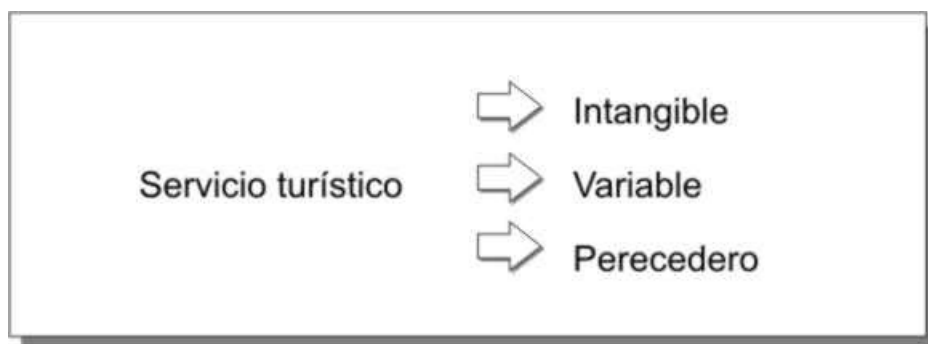 Intangible
Servicio turístico
Variable
Perecedero